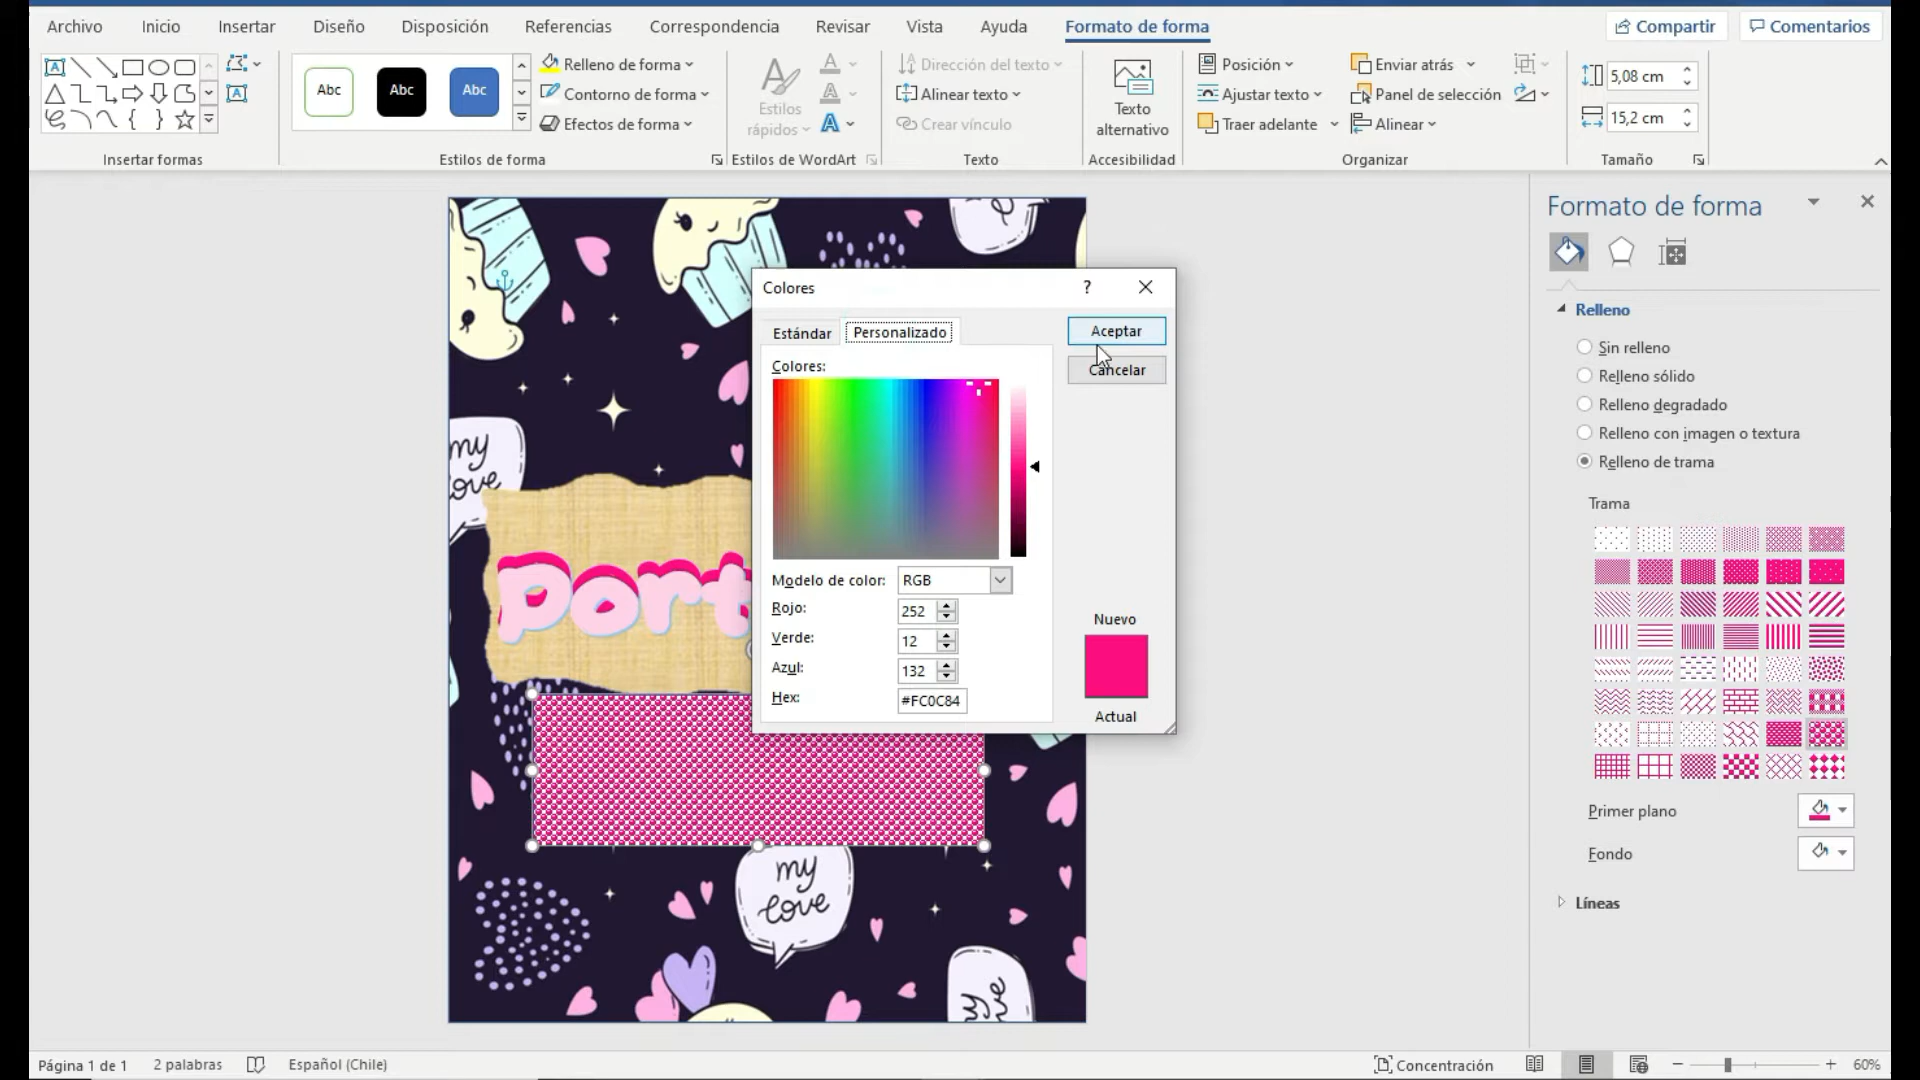 Archivo Inicio Insertar Diseño Disposición Referencias Correspondencia Revisar Vista Ayuda Formato de forma Compartir Comentarios
Abc Abc Abc
Relleno de forma
Contorno de forma
Efectos de forma
Estilos
rápidos
Dirección del texto
Alinear texto
Crear vínculo
Texto
alternativo
Posición
Ajustar texto
Traer adelante
Enviar atrás
Panel de selección
Alinear
5,08 cm
15,2 cm
Insertar formas Estilos de forma Estilos de WordArt Texto Accesibilidad Organizar Tamaño
my
love
Port
my
love
my
love
Colores
?
Estándar Personalizado
Aceptar
Cancelar
Colores:
Modelo de color: RGB
Rojo: 252
Verde: 12
Azul: 132
Hex: #FC0C84
Nuevo
Actual
Formato de forma
Relleno
Sin relleno
Relleno sólido
Relleno degradado
Relleno con imagen o textura
Relleno de trama
Trama
Primer plano
Fondo
Líneas
Página 1 de 1 2 palabras Español (Chile) Concentración 60%